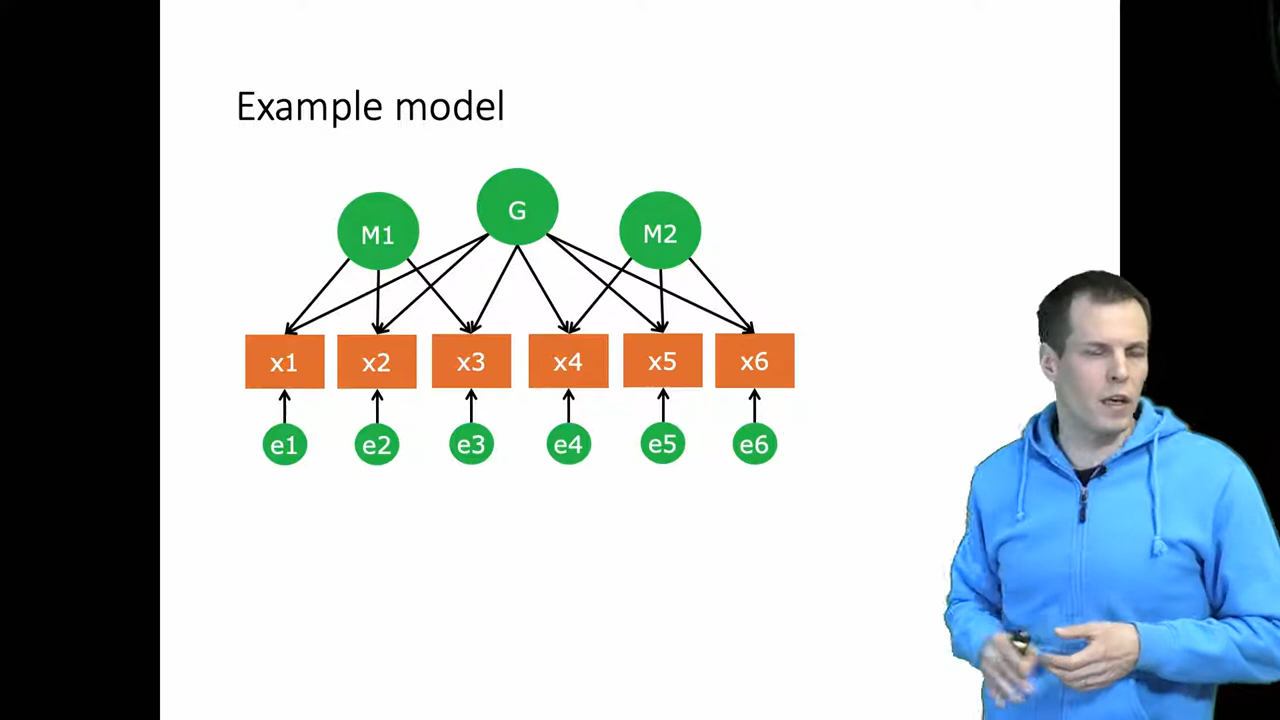 Example model
G
M1
M2
x1 x2 x3 x4 x5 x6
e1 e2 e3 e4 e5 e6